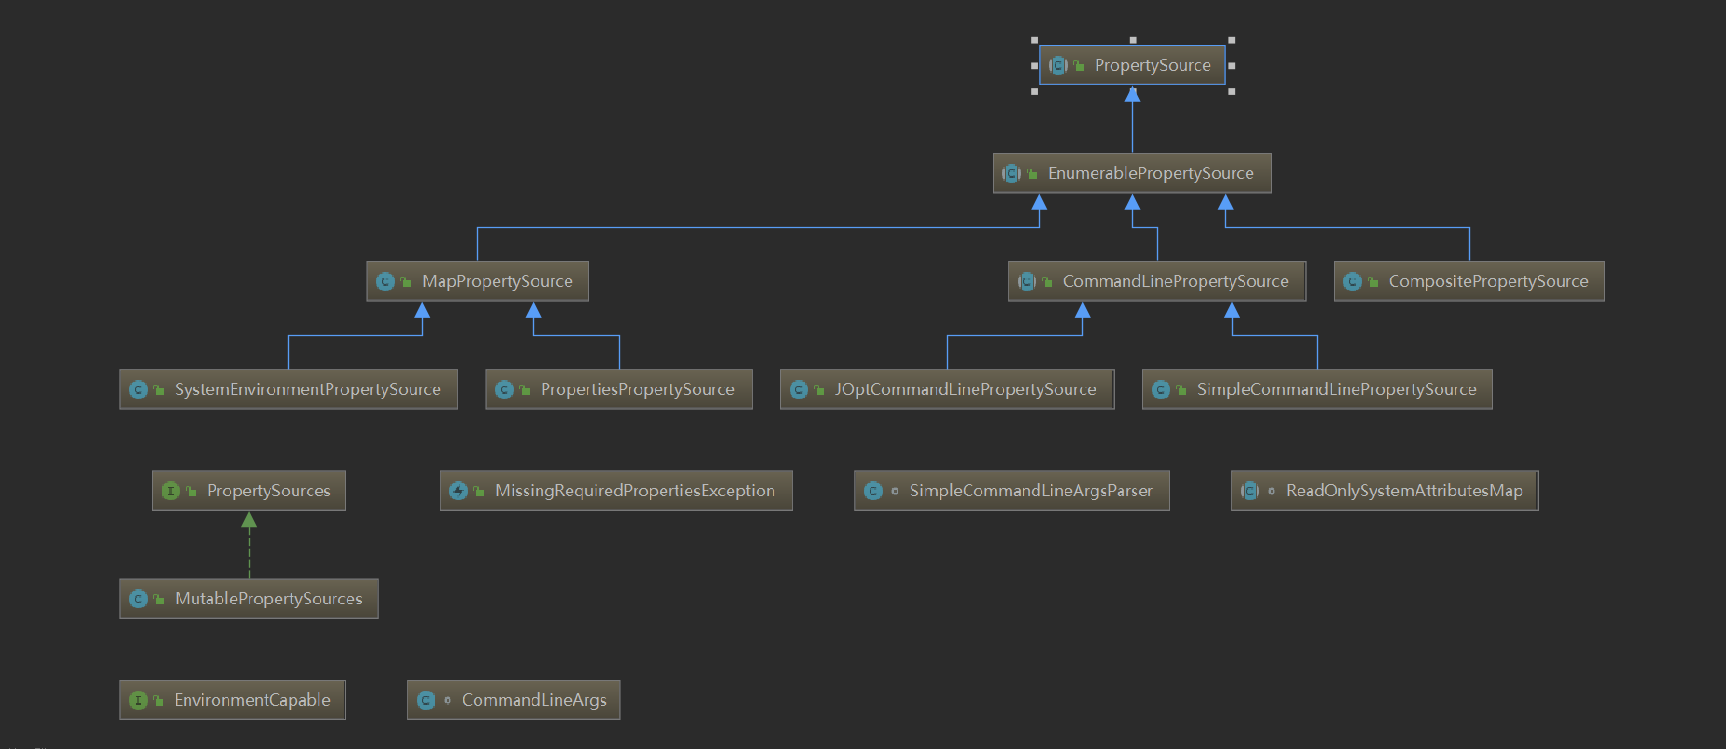 PropertySource
EnumerablePropertySource
MapPropertySource
CommandLinePropertySource
CompositePropertySource
SystemEnvironmentPropertySource
PropertiesPropertySource
JOptCommandLinePropertySource
SimpleCommandLinePropertySource
PropertySources
MissingRequiredPropertiesException
SimpleCommandLineArgsParser
ReadOnlySystemAttributesMap
MutablePropertySources
EnvironmentCapable
CommandLineArgs